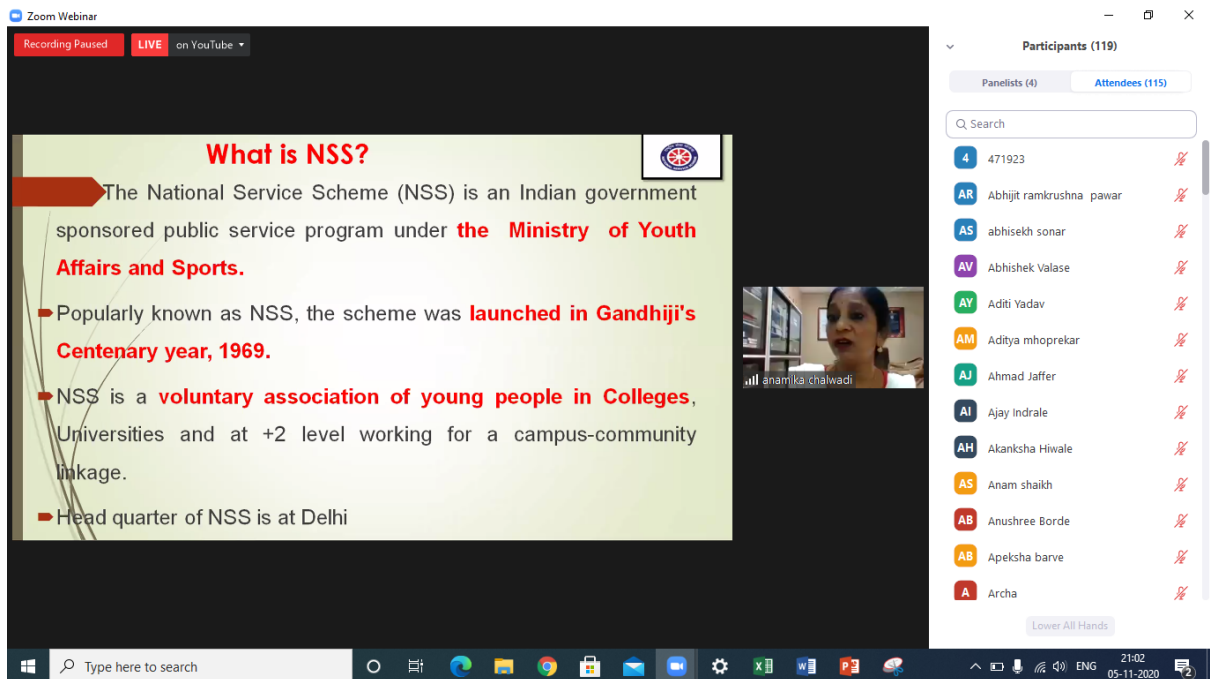 Zoom Webinar
Recording Paused
LIVE on YouTube
What is NSS?
The National Service Scheme (NSS) is an Indian government
sponsored public service program under the Ministry of Youth
Affairs and Sports.
Popularly known as NSS, the scheme was launched in Gandhiji's
Centenary year, 1969.
NSS is a voluntary association of young people in Colleges,
Universities and at +2 level working for a campus-community
linkage.
Head quarter of NSS is at Delhi
anamika chalwadi
Participants (119)
Panelists (4) Attendees (115)
Search
4 471923
AR Abhijit ramkrushna pawar
AS abhisekh sonar
AV Abhishek Valase
AY Aditi Yadav
AM Aditya mhoprekar
AJ Ahmad Jaffer
AI Ajay Indrale
AH Akanksha Hiwale
AS Anam shaikh
AB Anushree Borde
AB Apeksha barve
A Archa
Lower All Hands
Type here to search
ENG
21:02
05-11-2020
2